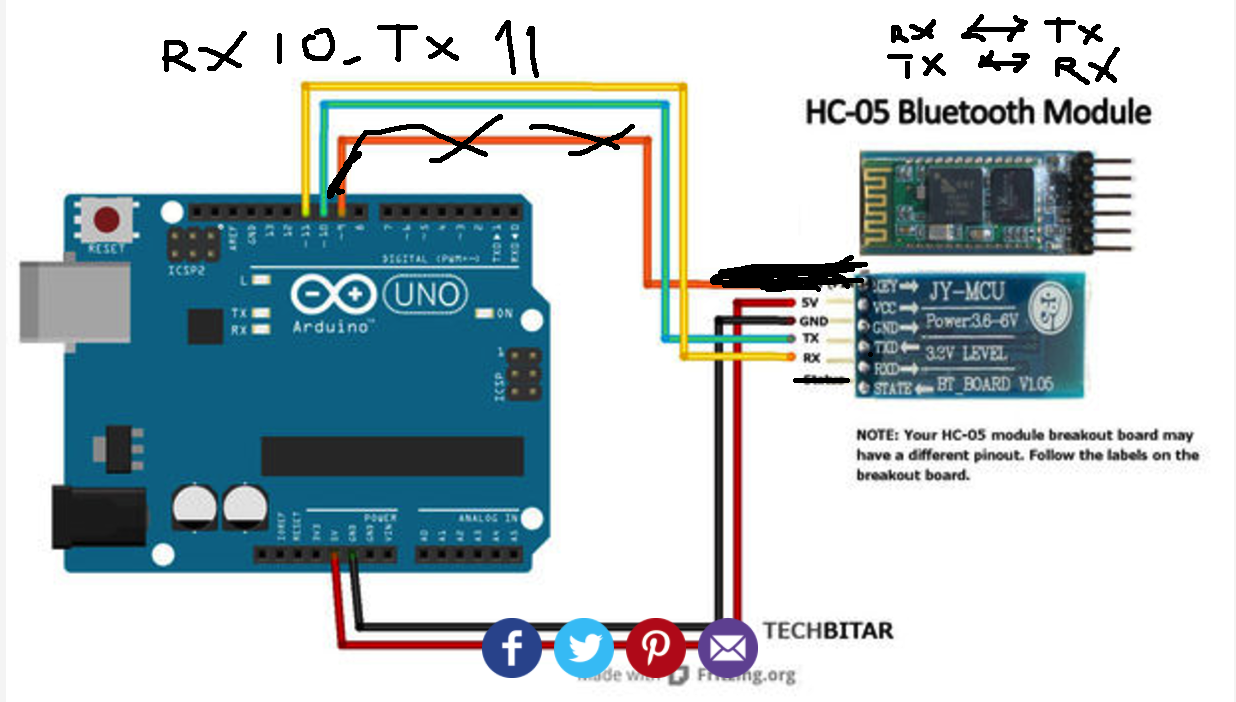 RX 10_ TX 11
RX ↔ TX
TX ↔ RX
HC-05 Bluetooth Module
RESET
ICSP2
AREF
GND
13
12
~11
~10
~9
8
7
~6
~5
4
~3
2
TXD▶1
RXD◀0
DIGITAL (PWM~)
L
TX
RX
UNO
Arduino™
ON
1
ICSP
KEY
VCC
GND
TXD
RXD
STATE
JY-MCU
Power:3.6-6V
3.3V LEVEL
BT_BOARD V1.05
5V
GND
TX
RX
NOTE: Your HC-05 module breakout board may
have a different pinout. Follow the labels on the
breakout board.
POWER
ANALOG IN
IOREF
RESET
3V3
5V
GND
GND
VIN
A0
A1
A2
A3
A4
A5
TECHBITAR
Made with Fritzing.org